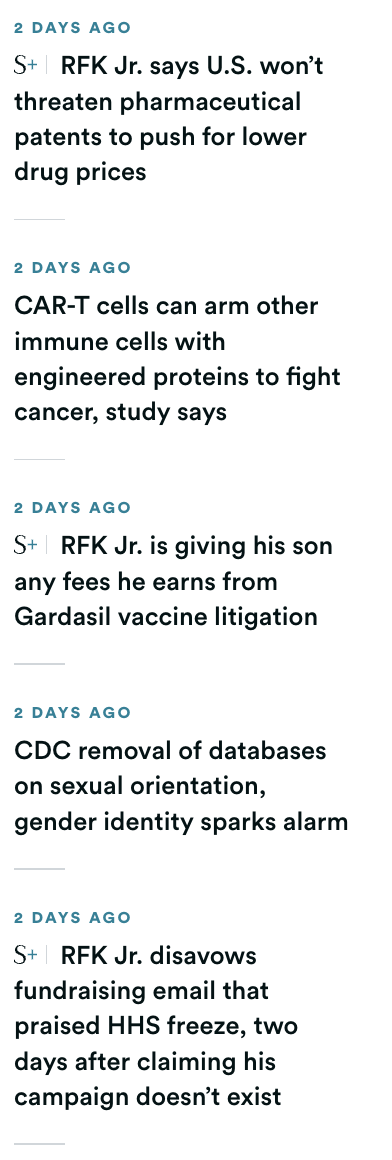 2 DAYS AGO
S+ | RFK Jr. says U.S. won’t
threaten pharmaceutical
patents to push for lower
drug prices
2 DAYS AGO
CAR-T cells can arm other
immune cells with
engineered proteins to fight
cancer, study says
2 DAYS AGO
S+ | RFK Jr. is giving his son
any fees he earns from
Gardasil vaccine litigation
2 DAYS AGO
CDC removal of databases
on sexual orientation,
gender identity sparks alarm
2 DAYS AGO
S+ | RFK Jr. disavows
fundraising email that
praised HHS freeze, two
days after claiming his
campaign doesn’t exist